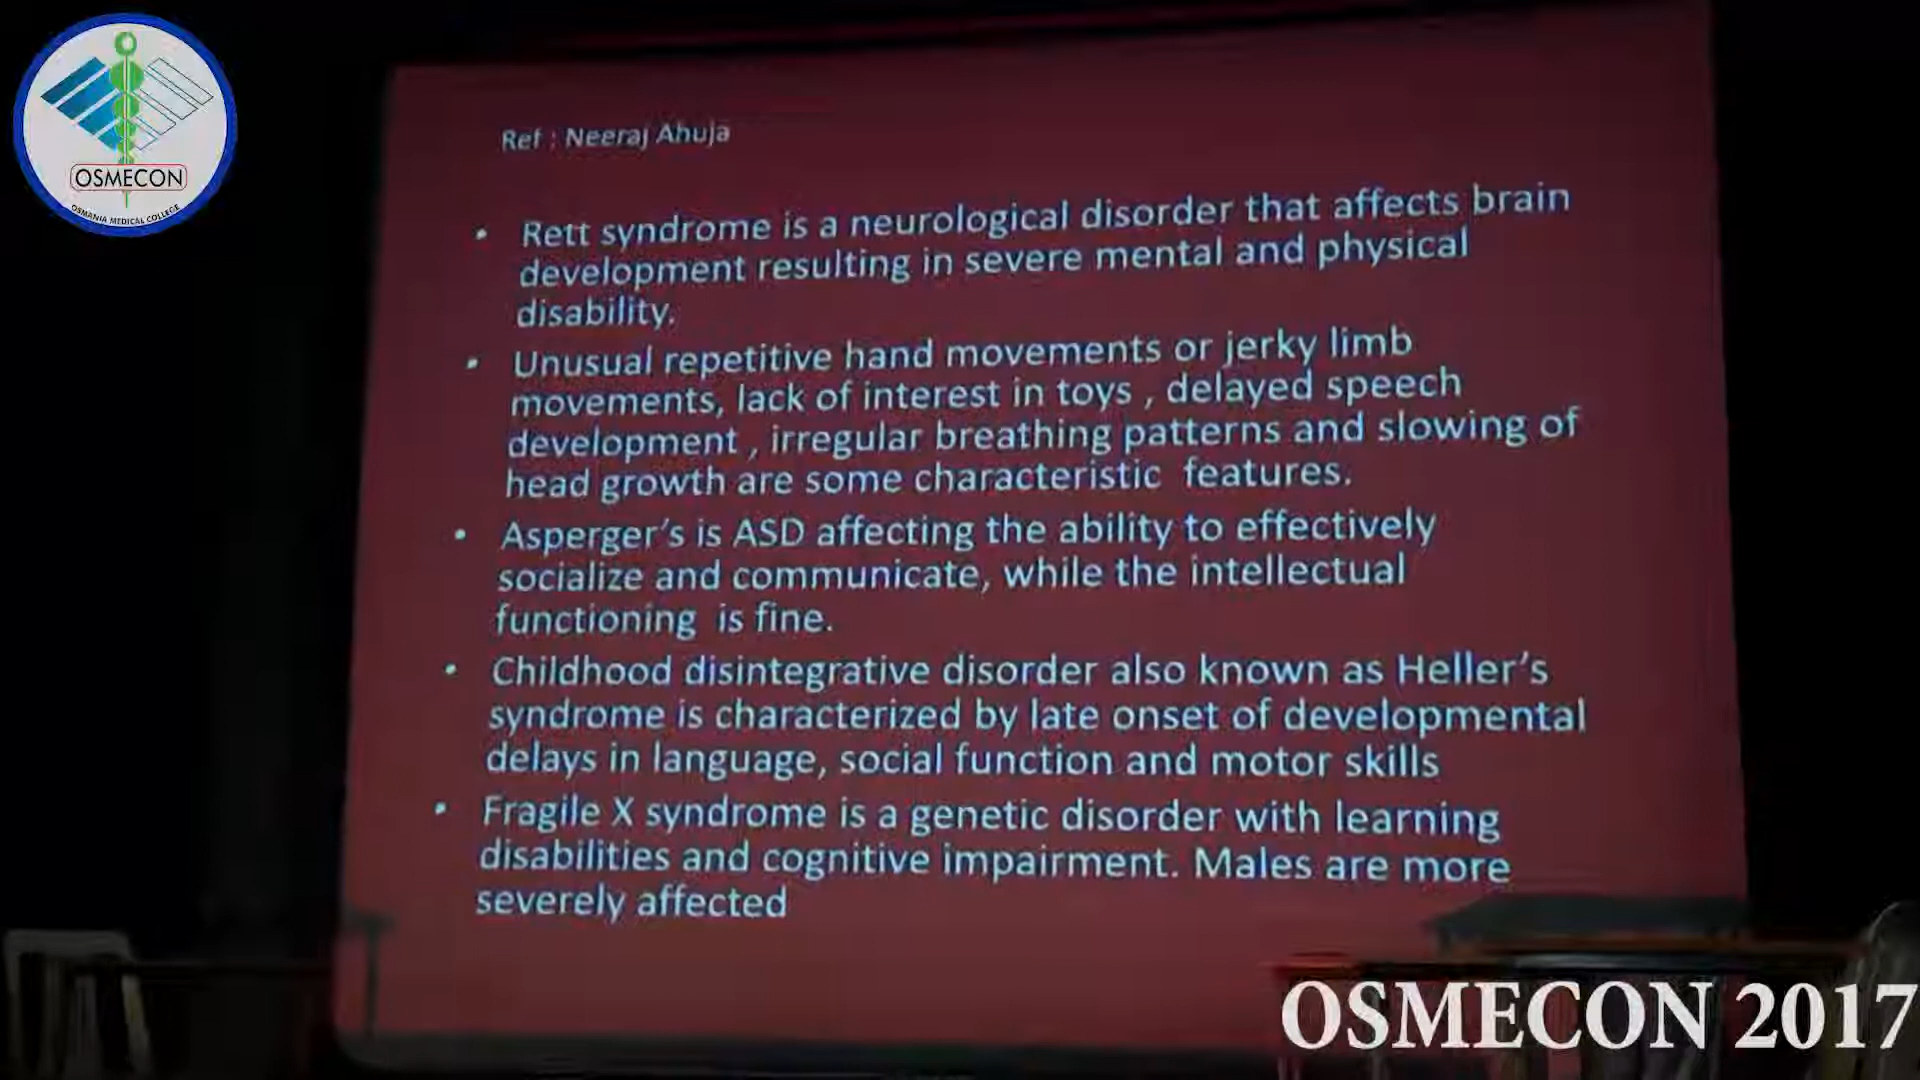 OSMECON
OSMANIA MEDICAL COLLEGE
Ref : Neeraj Ahuja
• Rett syndrome is a neurological disorder that affects brain
development resulting in severe mental and physical
disability.
• Unusual repetitive hand movements or jerky limb
movements, lack of interest in toys , delayed speech
development , irregular breathing patterns and slowing of
head growth are some characteristic features.
• Asperger's is ASD affecting the ability to effectively
socialize and communicate, while the intellectual
functioning is fine.
• Childhood disintegrative disorder also known as Heller's
syndrome is characterized by late onset of developmental
delays in language, social function and motor skills
• Fragile X syndrome is a genetic disorder with learning
disabilities and cognitive impairment. Males are more
severely affected
OSMECON 2017